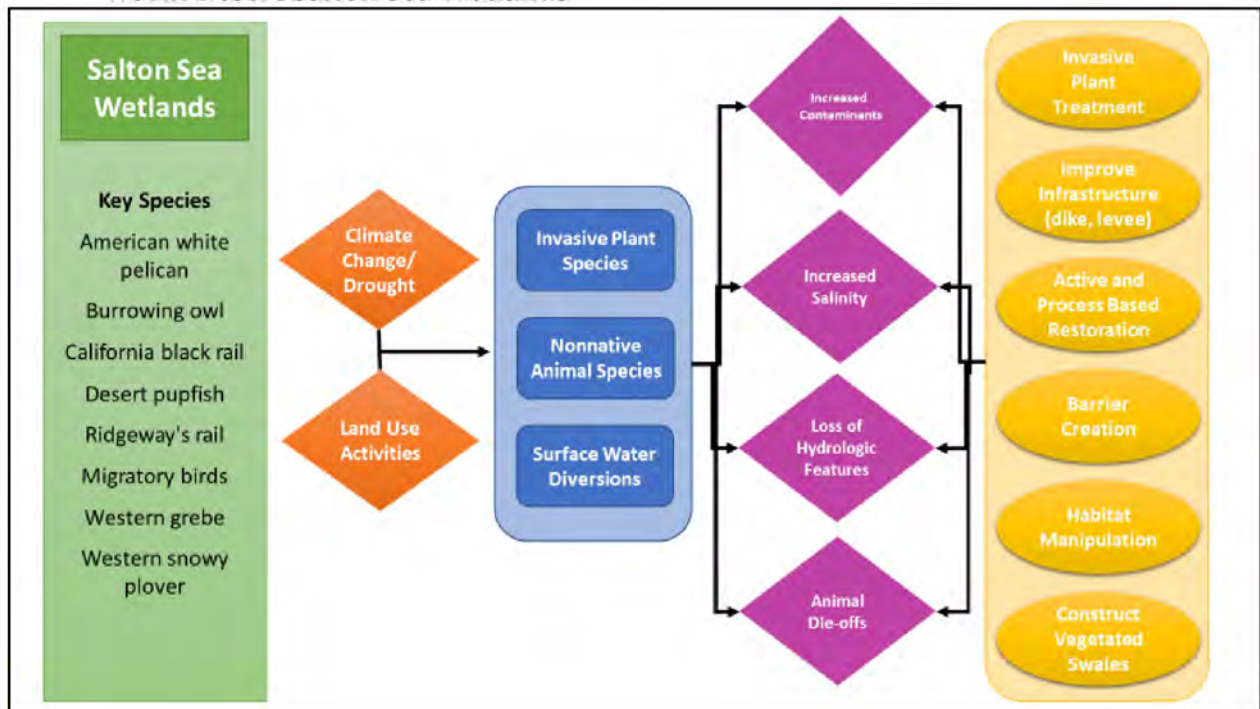 Salton Sea
Wetlands
Key Species
American white
pelican
Burrowing owl
California black rail
Desert pupfish
Ridgeway's rail
Migratory birds
Western grebe
Western snowy
plover
Climate
Change/
Drought
Land Use
Activities
Invasive Plant
Species
Nonnative
Animal Species
Surface Water
Diversions
Increased
Contaminants
Increased
Salinity
Loss of
Hydrologic
Features
Animal
Die-offs
Invasive
Plant
Treatment
Improve
Infrastructure
(dike, levee)
Active and
Process Based
Restoration
Barrier
Creation
Habitat
Manipulation
Construct
Vegetated
Swales